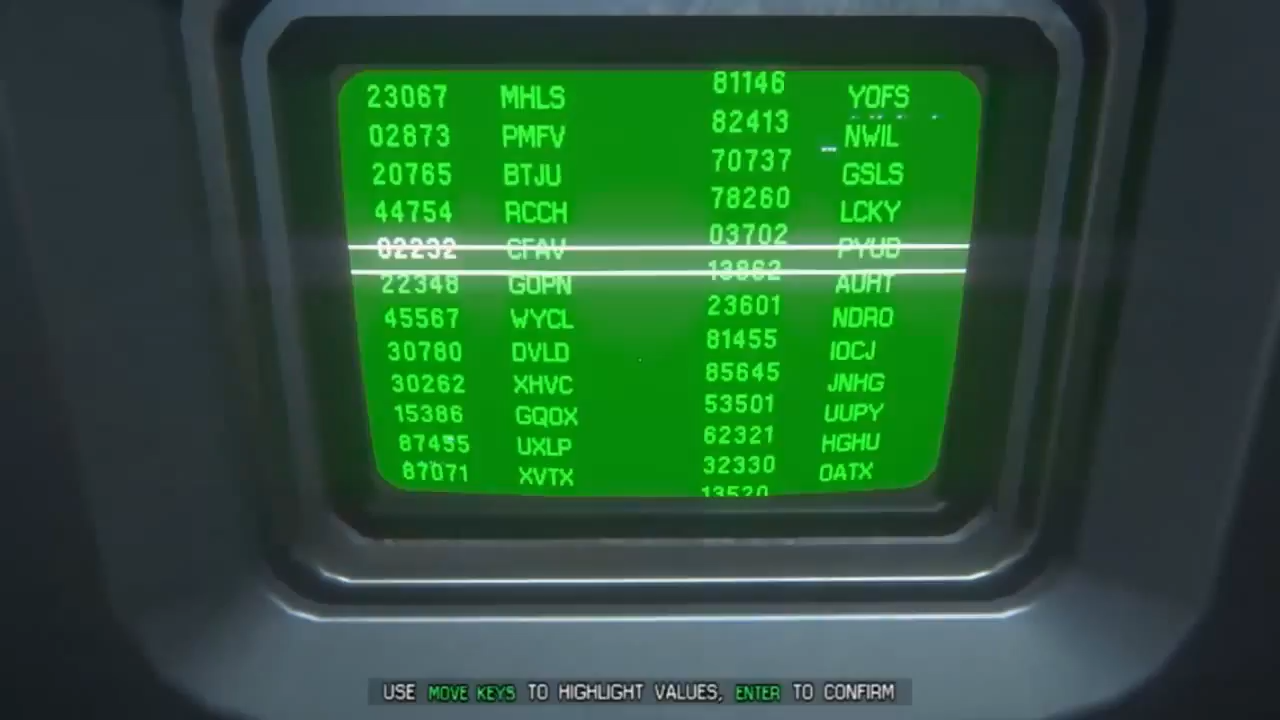 23067 MHLS 81146 YOFS
02873 PMFV 82413 NWIL
20765 BTJU 70737 GSLS
44754 RCCH 78260 LCKY
02232 CFAV 03702 PYUD
22348 GOPN 13862 AUHT
45567 WYCL 23601 NDRO
30780 DVLD 81455 IOCJ
30262 XHVC 85645 JNHG
15386 GQOX 53501 UUPY
87455 UXLP 62321 HGHU
87071 XVTX 32330 OATX
13520
USE MOVE KEYS TO HIGHLIGHT VALUES, ENTER TO CONFIRM